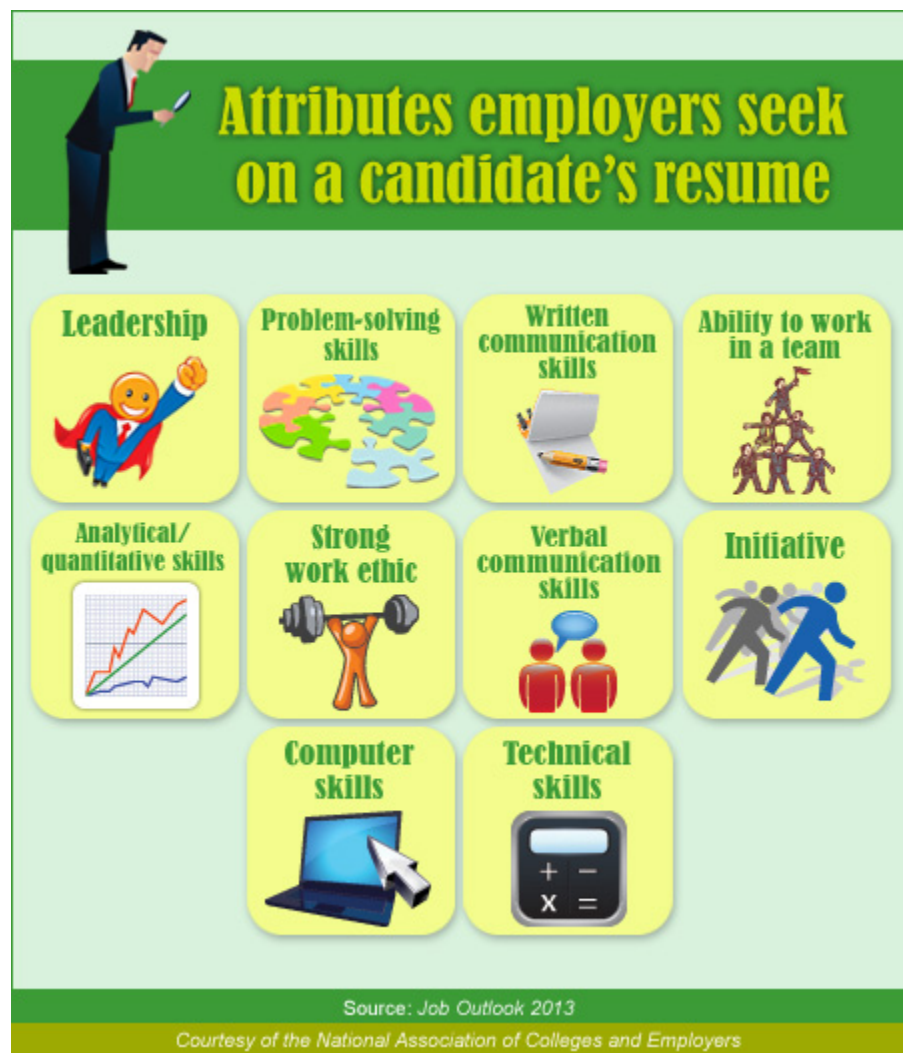 Attributes employers seek
on a candidate's resume
Leadership
Problem-solving
skills
Written
communication
skills
Ability to work
in a team
Analytical/
quantitative skills
Strong
work ethic
Verbal
communication
skills
Initiative
Computer
skills
Technical
skills
+ −
x =
Source: Job Outlook 2013
Courtesy of the National Association of Colleges and Employers